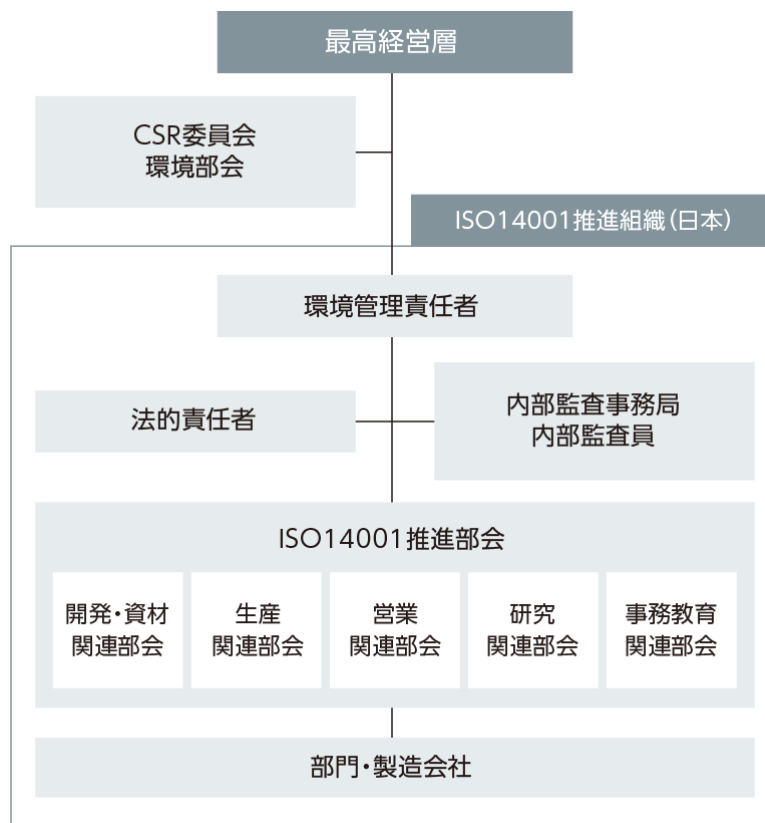 最高経営層
CSR委員会
環境部会
ISO14001推進組織（日本）
環境管理責任者
法的責任者
内部監査事務局
内部監査員
ISO14001推進部会
開発・資材
関連部会
生産
関連部会
営業
関連部会
研究
関連部会
事務教育
関連部会
部門・製造会社